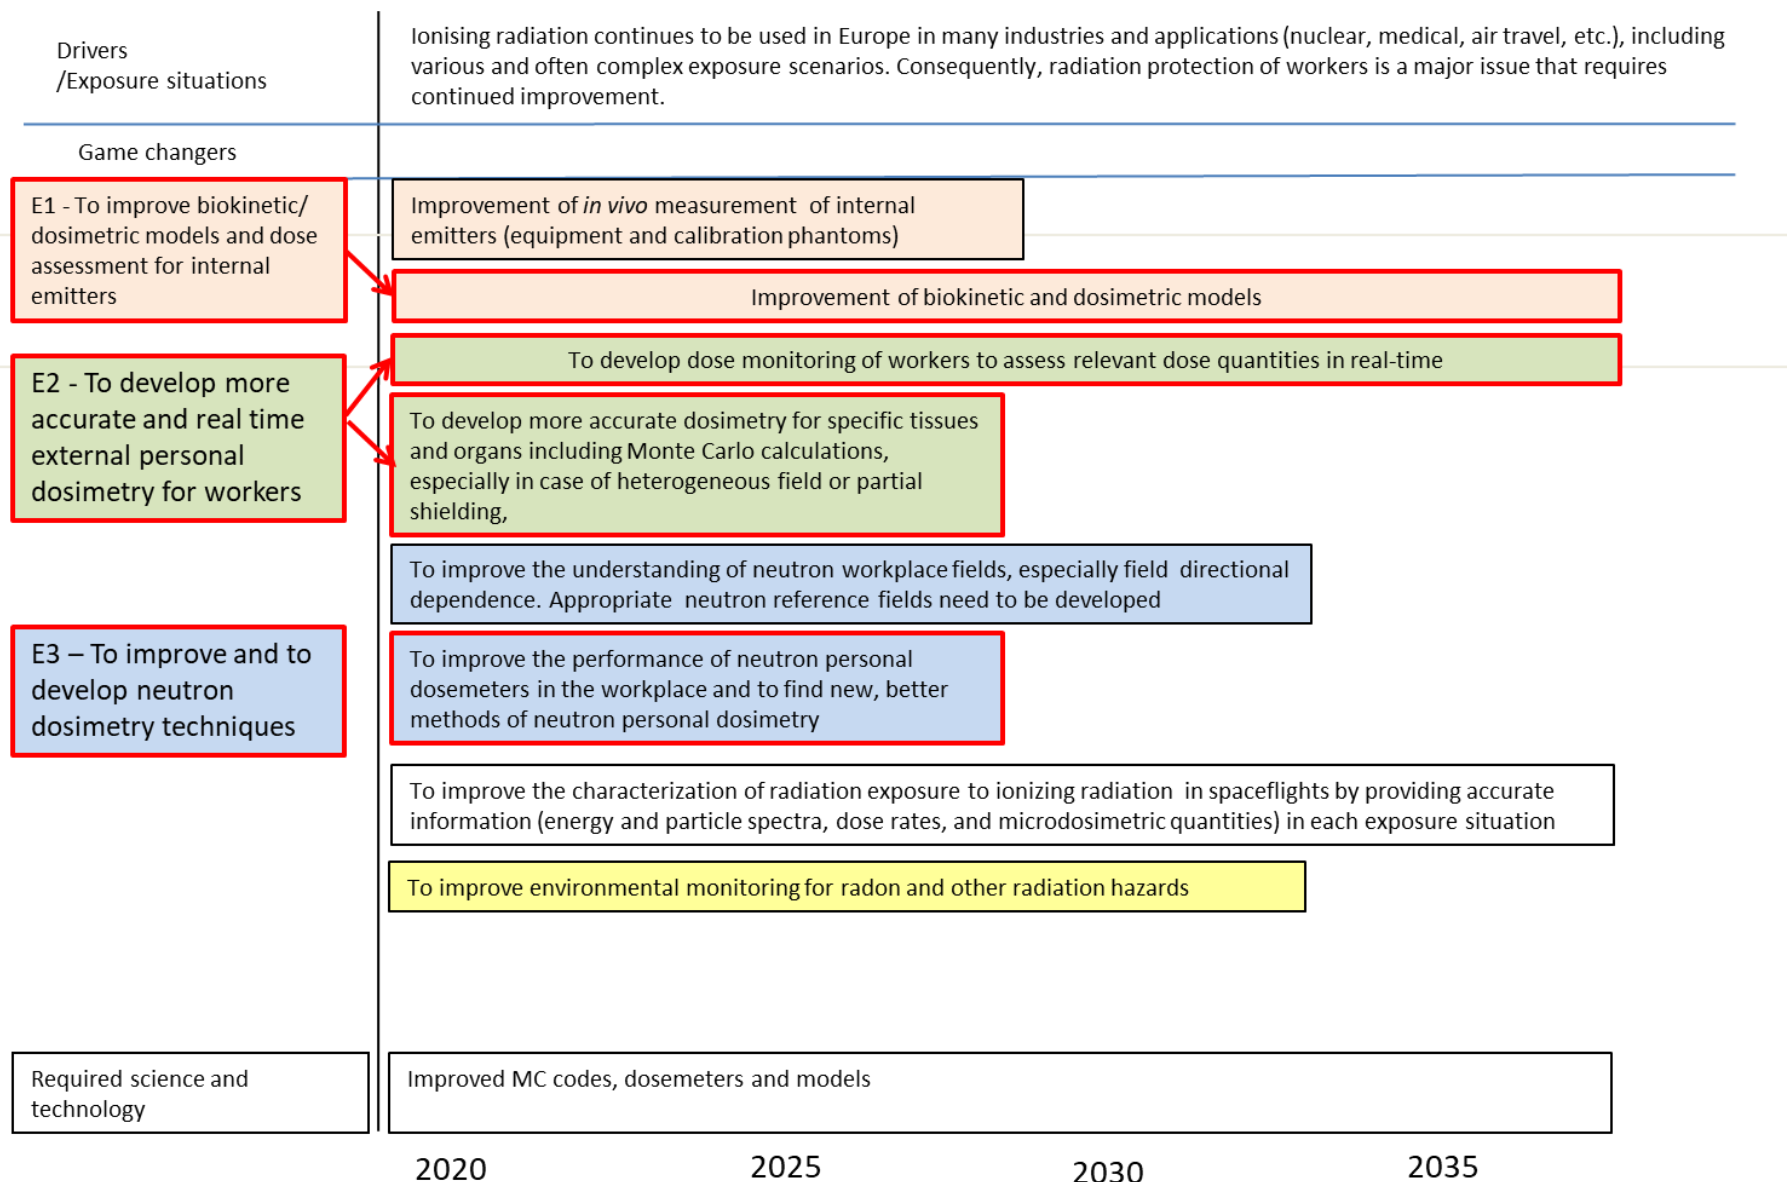 Drivers
/Exposure situations
Ionising radiation continues to be used in Europe in many industries and applications (nuclear, medical, air travel, etc.), including
various and often complex exposure scenarios. Consequently, radiation protection of workers is a major issue that requires
continued improvement.
Game changers
E1 - To improve biokinetic/
dosimetric models and dose
assessment for internal
emitters
Improvement of in vivo measurement of internal
emitters (equipment and calibration phantoms)
Improvement of biokinetic and dosimetric models
E2 - To develop more
accurate and real time
external personal
dosimetry for workers
To develop dose monitoring of workers to assess relevant dose quantities in real-time
To develop more accurate dosimetry for specific tissues
and organs including Monte Carlo calculations,
especially in case of heterogeneous field or partial
shielding,
To improve the understanding of neutron workplace fields, especially field directional
dependence. Appropriate neutron reference fields need to be developed
E3 – To improve and to
develop neutron
dosimetry techniques
To improve the performance of neutron personal
dosemeters in the workplace and to find new, better
methods of neutron personal dosimetry
To improve the characterization of radiation exposure to ionizing radiation in spaceflights by providing accurate
information (energy and particle spectra, dose rates, and microdosimetric quantities) in each exposure situation
To improve environmental monitoring for radon and other radiation hazards
Required science and
technology
Improved MC codes, dosemeters and models
2020
2025
2030
2035